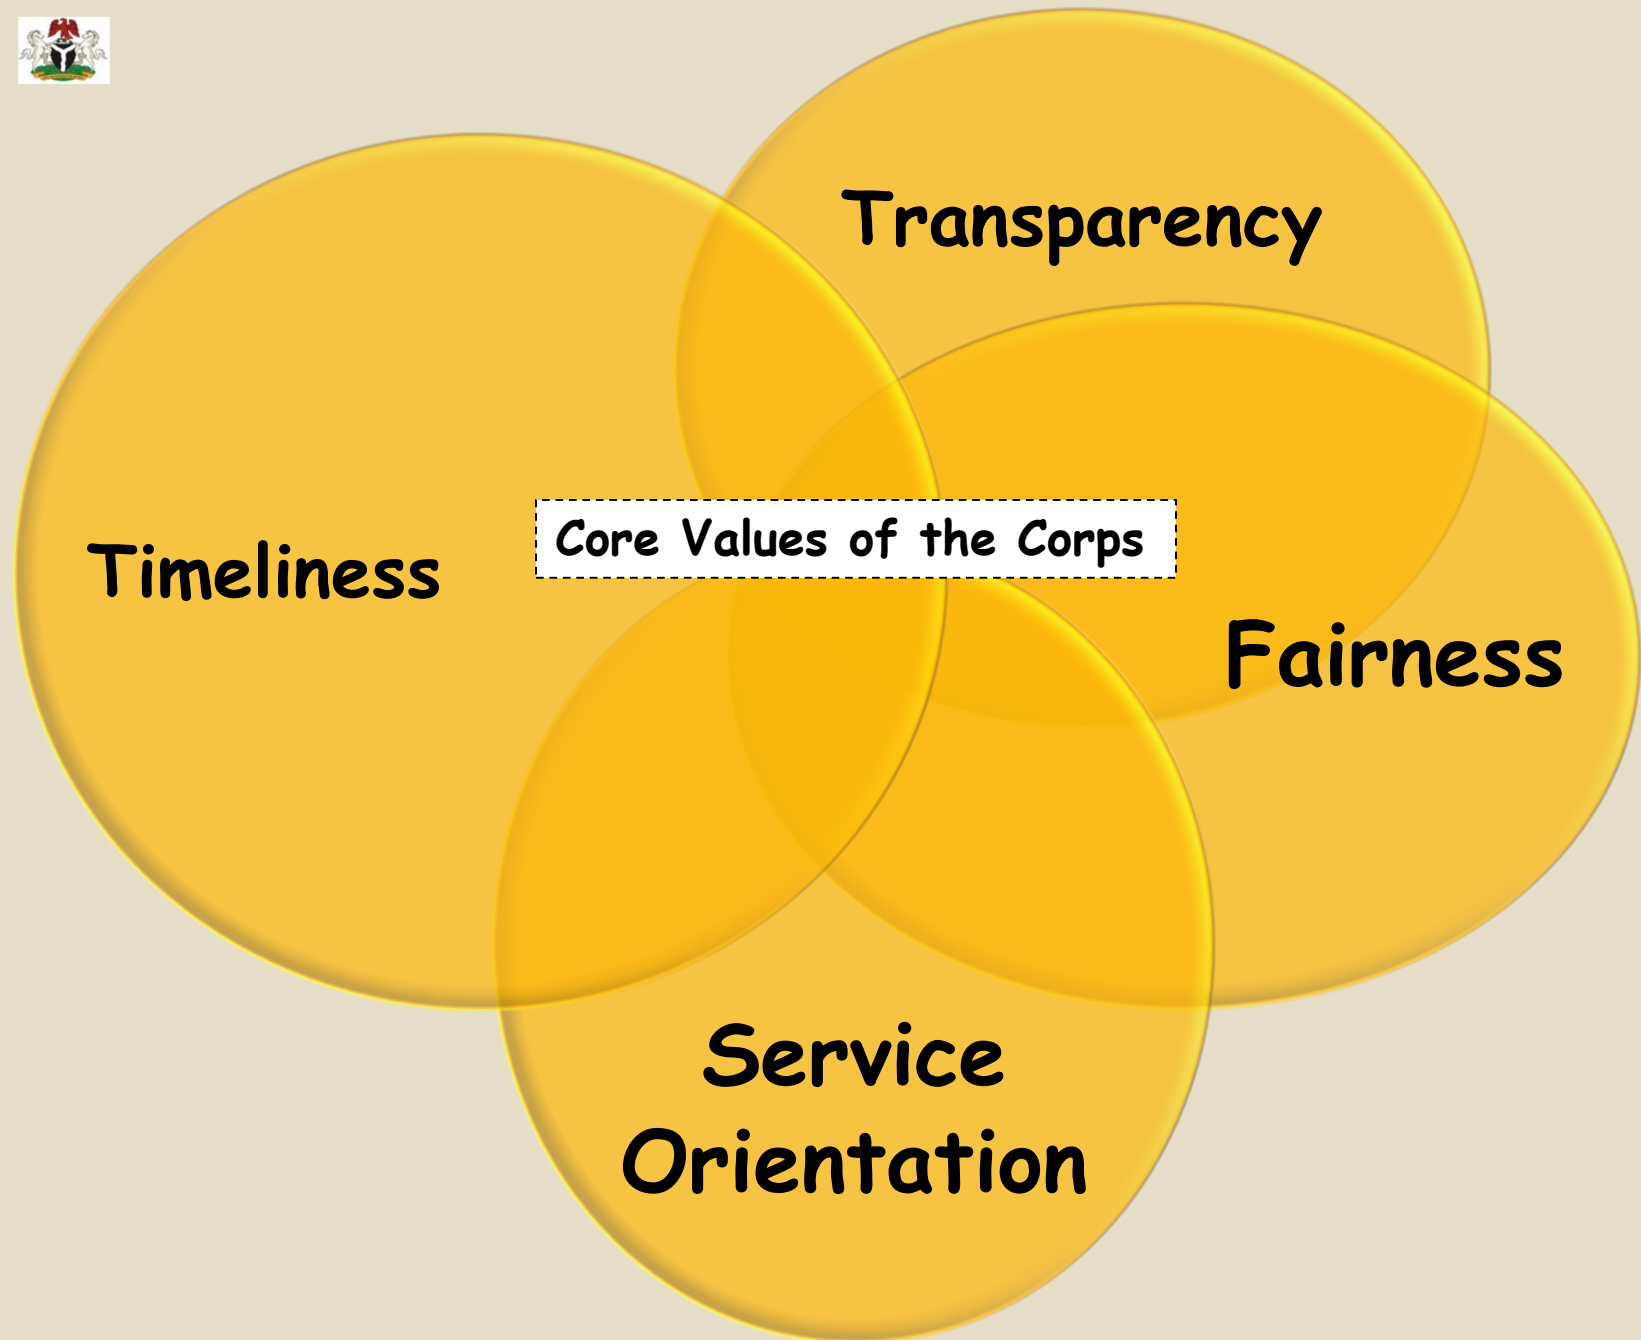 Transparency
Core Values of the Corps
Timeliness
Fairness
Service
Orientation